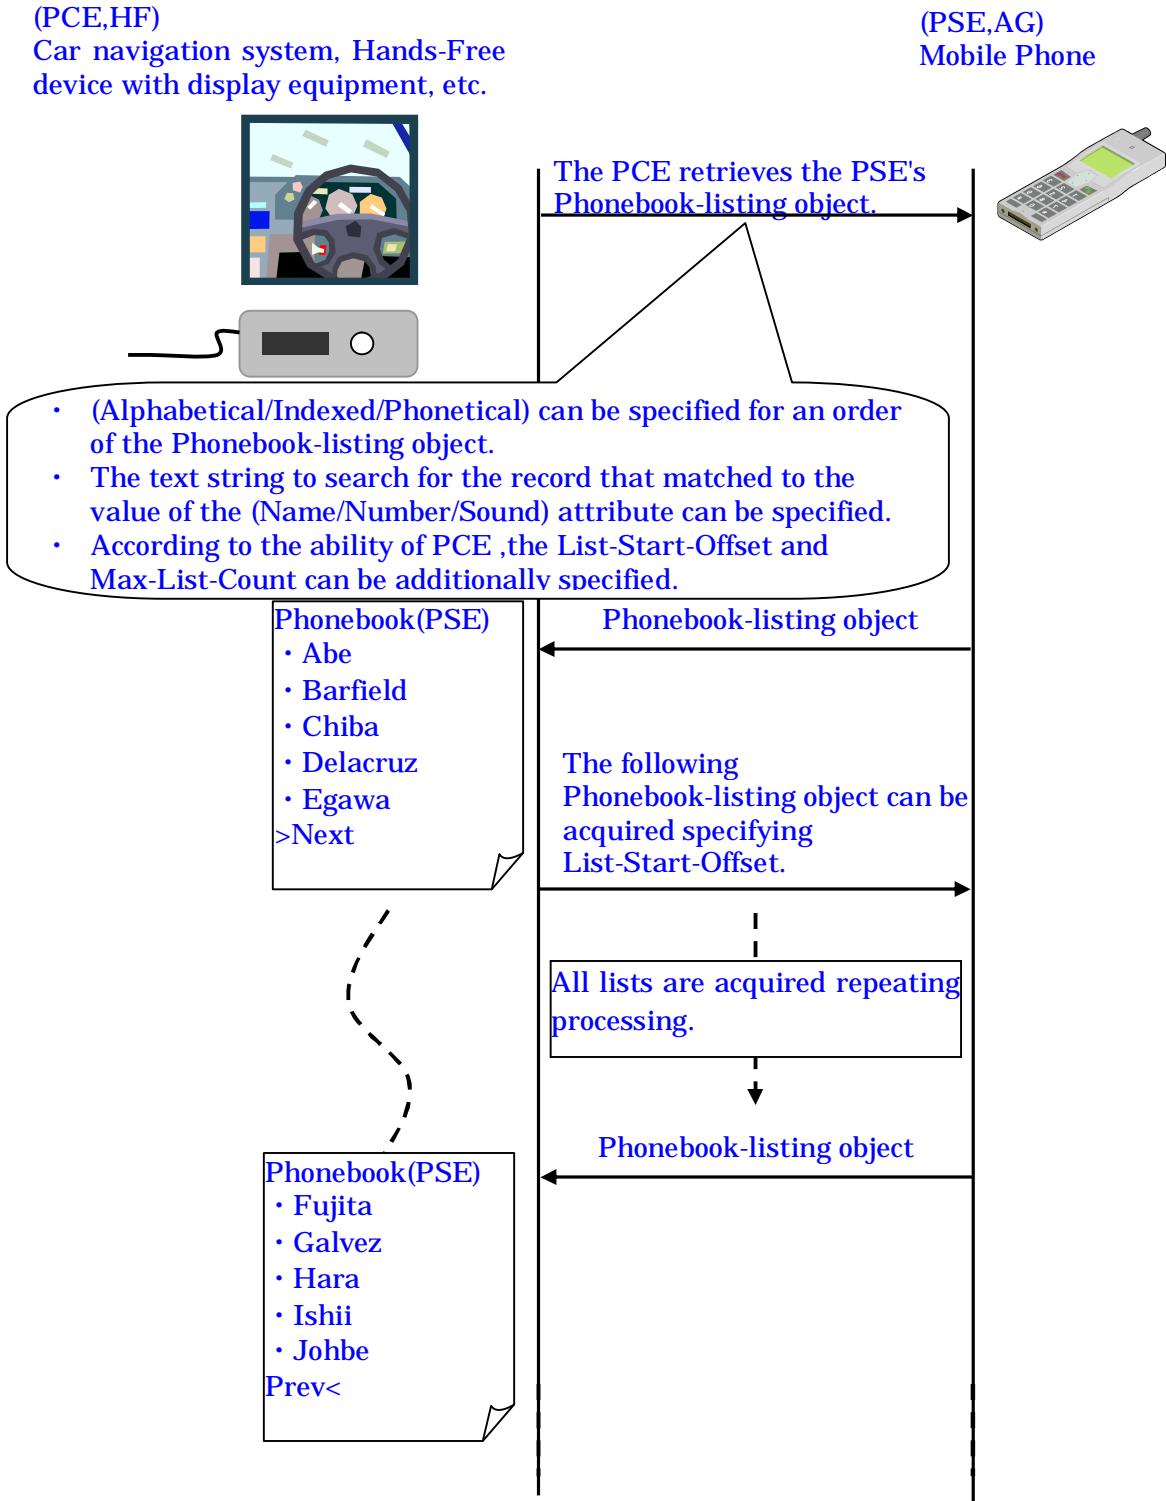 (PCE,HF)
Car navigation system, Hands-Free
device with display equipment, etc.
(PSE,AG)
Mobile Phone
The PCE retrieves the PSE's
Phonebook-listing object.
・ (Alphabetical/Indexed/Phonetical) can be specified for an order
of the Phonebook-listing object.
・ The text string to search for the record that matched to the
value of the (Name/Number/Sound) attribute can be specified.
・ According to the ability of PCE ,the List-Start-Offset and
Max-List-Count can be additionally specified.
Phonebook(PSE)
・Abe
・Barfield
・Chiba
・Delacruz
・Egawa
>Next
Phonebook-listing object
The following
Phonebook-listing object can be
acquired specifying
List-Start-Offset.
All lists are acquired repeating
processing.
Phonebook-listing object
Phonebook(PSE)
・Fujita
・Galvez
・Hara
・Ishii
・Johbe
Prev<